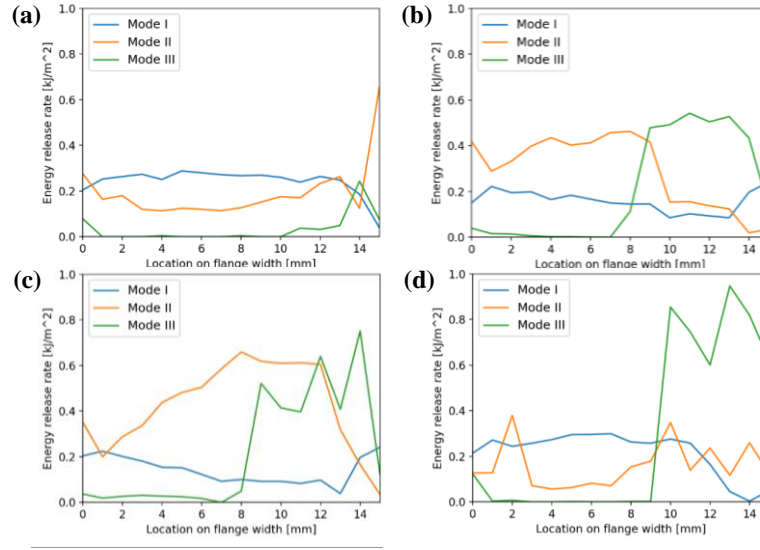 (a)
1.0
0.8
0.6
0.4
0.2
0.0
Energy release rate [kJ/m^2]
Mode I
Mode II
Mode III
0 2 4 6 8 10 12 14
Location on flange width [mm]
(b)
1.0
0.8
0.6
0.4
0.2
0.0
Energy release rate [kJ/m^2]
Mode I
Mode II
Mode III
0 2 4 6 8 10 12 14
Location on flange width [mm]
(c)
1.0
0.8
0.6
0.4
0.2
0.0
Energy release rate [kJ/m^2]
Mode I
Mode II
Mode III
0 2 4 6 8 10 12 14
Location on flange width [mm]
(d)
1.0
0.8
0.6
0.4
0.2
0.0
Energy release rate [kJ/m^2]
Mode I
Mode II
Mode III
0 2 4 6 8 10 12 14
Location on flange width [mm]